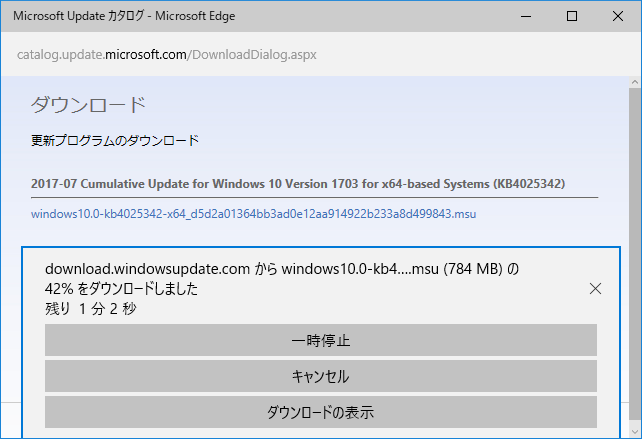 Microsoft Update カタログ - Microsoft Edge
catalog.update.microsoft.com/DownloadDialog.aspx
ダウンロード
更新プログラムのダウンロード
2017-07 Cumulative Update for Windows 10 Version 1703 for x64-based Systems (KB4025342)
windows10.0-kb4025342-x64_d5d2a01364bb3ad0e12aa914922b233a8d499843.msu
download.windowsupdate.com から windows10.0-kb4....msu (784 MB) の
42% をダウンロードしました
残り 1 分 2 秒
一時停止
キャンセル
ダウンロードの表示